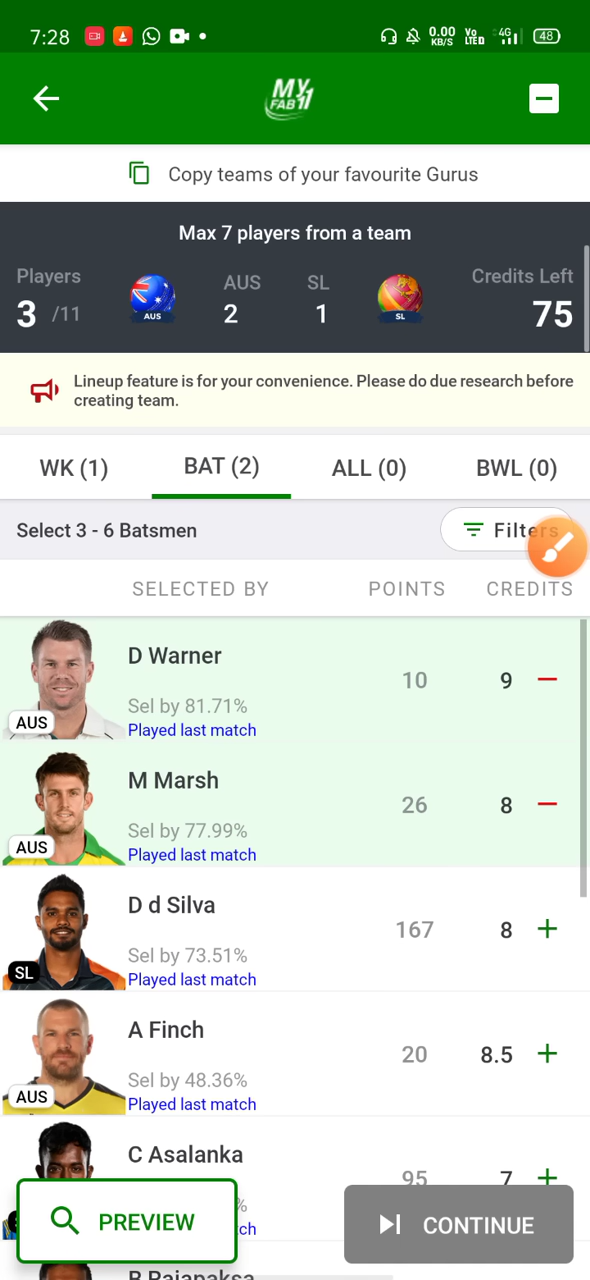 7:28
0.00 KB/S
Vo LTE
4G
48
MY FAB11
Copy teams of your favourite Gurus
Max 7 players from a team
Players
AUS
SL
Credits Left
3 /11
AUS
2
1
SL
75
Lineup feature is for your convenience. Please do due research before
creating team.
WK (1)
BAT (2)
ALL (0)
BWL (0)
Select 3 - 6 Batsmen
Filters
SELECTED BY
POINTS
CREDITS
D Warner
10
9
Sel by 81.71%
AUS
Played last match
M Marsh
26
8
Sel by 77.99%
AUS
Played last match
D d Silva
167
8
Sel by 73.51%
SL
Played last match
A Finch
20
8.5
Sel by 48.36%
AUS
Played last match
C Asalanka
95
7
%
ch
PREVIEW
CONTINUE
B Rajapaksa